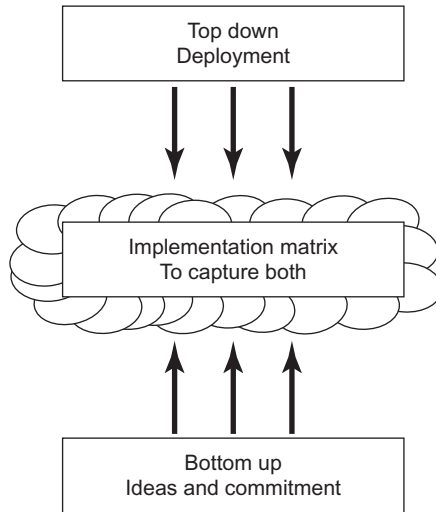 Top down
Deployment
Implementation matrix
To capture both
Bottom up
Ideas and commitment